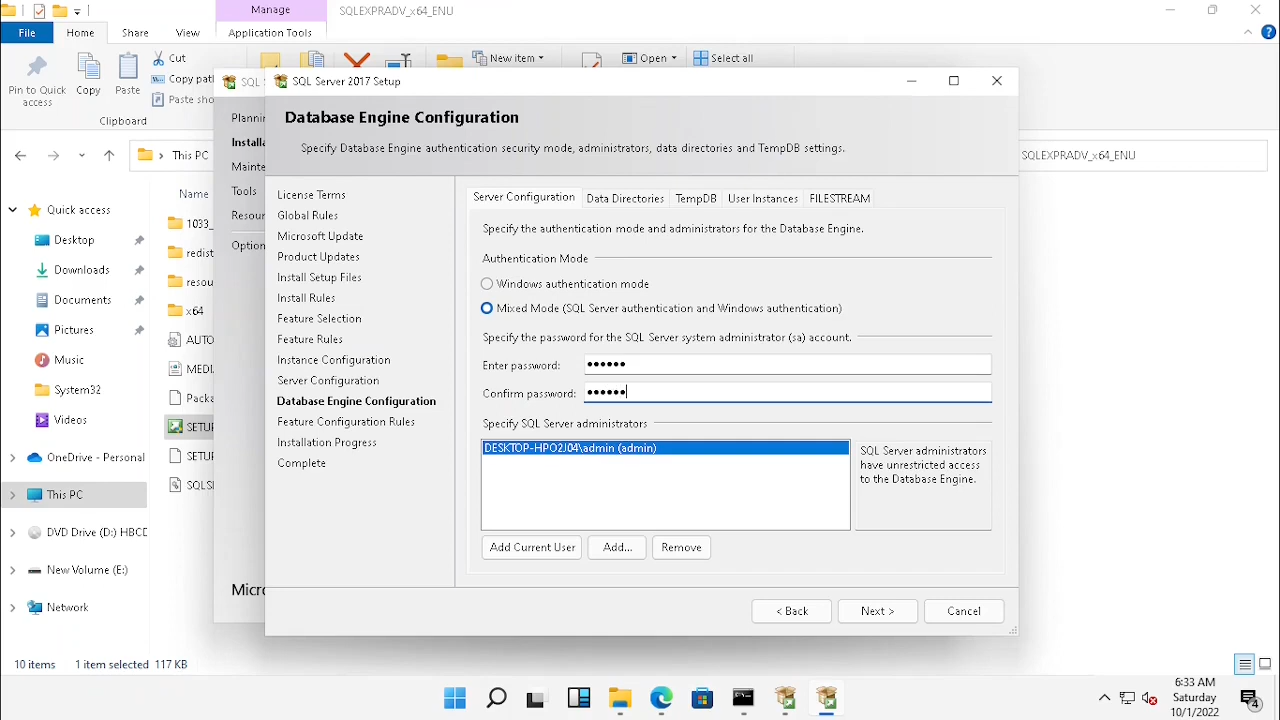 Manage
SQLEXPRADV_x64_ENU
File
Home
Share
View
Application Tools
Pin to Quick
access
Copy
Paste
Cut
Copy pat
Paste sho
Clipboard
New item
Open
Select all
This PC
SQLEXPRADV_x64_ENU
Name
Quick access
Desktop
Downloads
Documents
Pictures
Music
System32
Videos
OneDrive - Personal
This PC
DVD Drive (D:) HBCD
New Volume (E:)
Network
1033_
redist
resou
x64
AUTO
MEDI
Packa
SETUP
SETUP
SQLS
10 items
1 item selected
117 KB
SQL S
Plannin
Installa
Mainte
Tools
Resour
Option
Micro
SQL Server 2017 Setup
Database Engine Configuration
Specify Database Engine authentication security mode, administrators, data directories and TempDB settings.
License Terms
Global Rules
Microsoft Update
Product Updates
Install Setup Files
Install Rules
Feature Selection
Feature Rules
Instance Configuration
Server Configuration
Database Engine Configuration
Feature Configuration Rules
Installation Progress
Complete
Server Configuration
Data Directories
TempDB
User Instances
FILESTREAM
Specify the authentication mode and administrators for the Database Engine.
Authentication Mode
Windows authentication mode
Mixed Mode (SQL Server authentication and Windows authentication)
Specify the password for the SQL Server system administrator (sa) account.
Enter password: ••••••
Confirm password: ••••••
Specify SQL Server administrators
DESKTOP-HPO2J04\admin (admin)
SQL Server administrators
have unrestricted access
to the Database Engine.
Add Current User
Add...
Remove
< Back
Next >
Cancel
6:33 AM
Saturday
10/1/2022
4